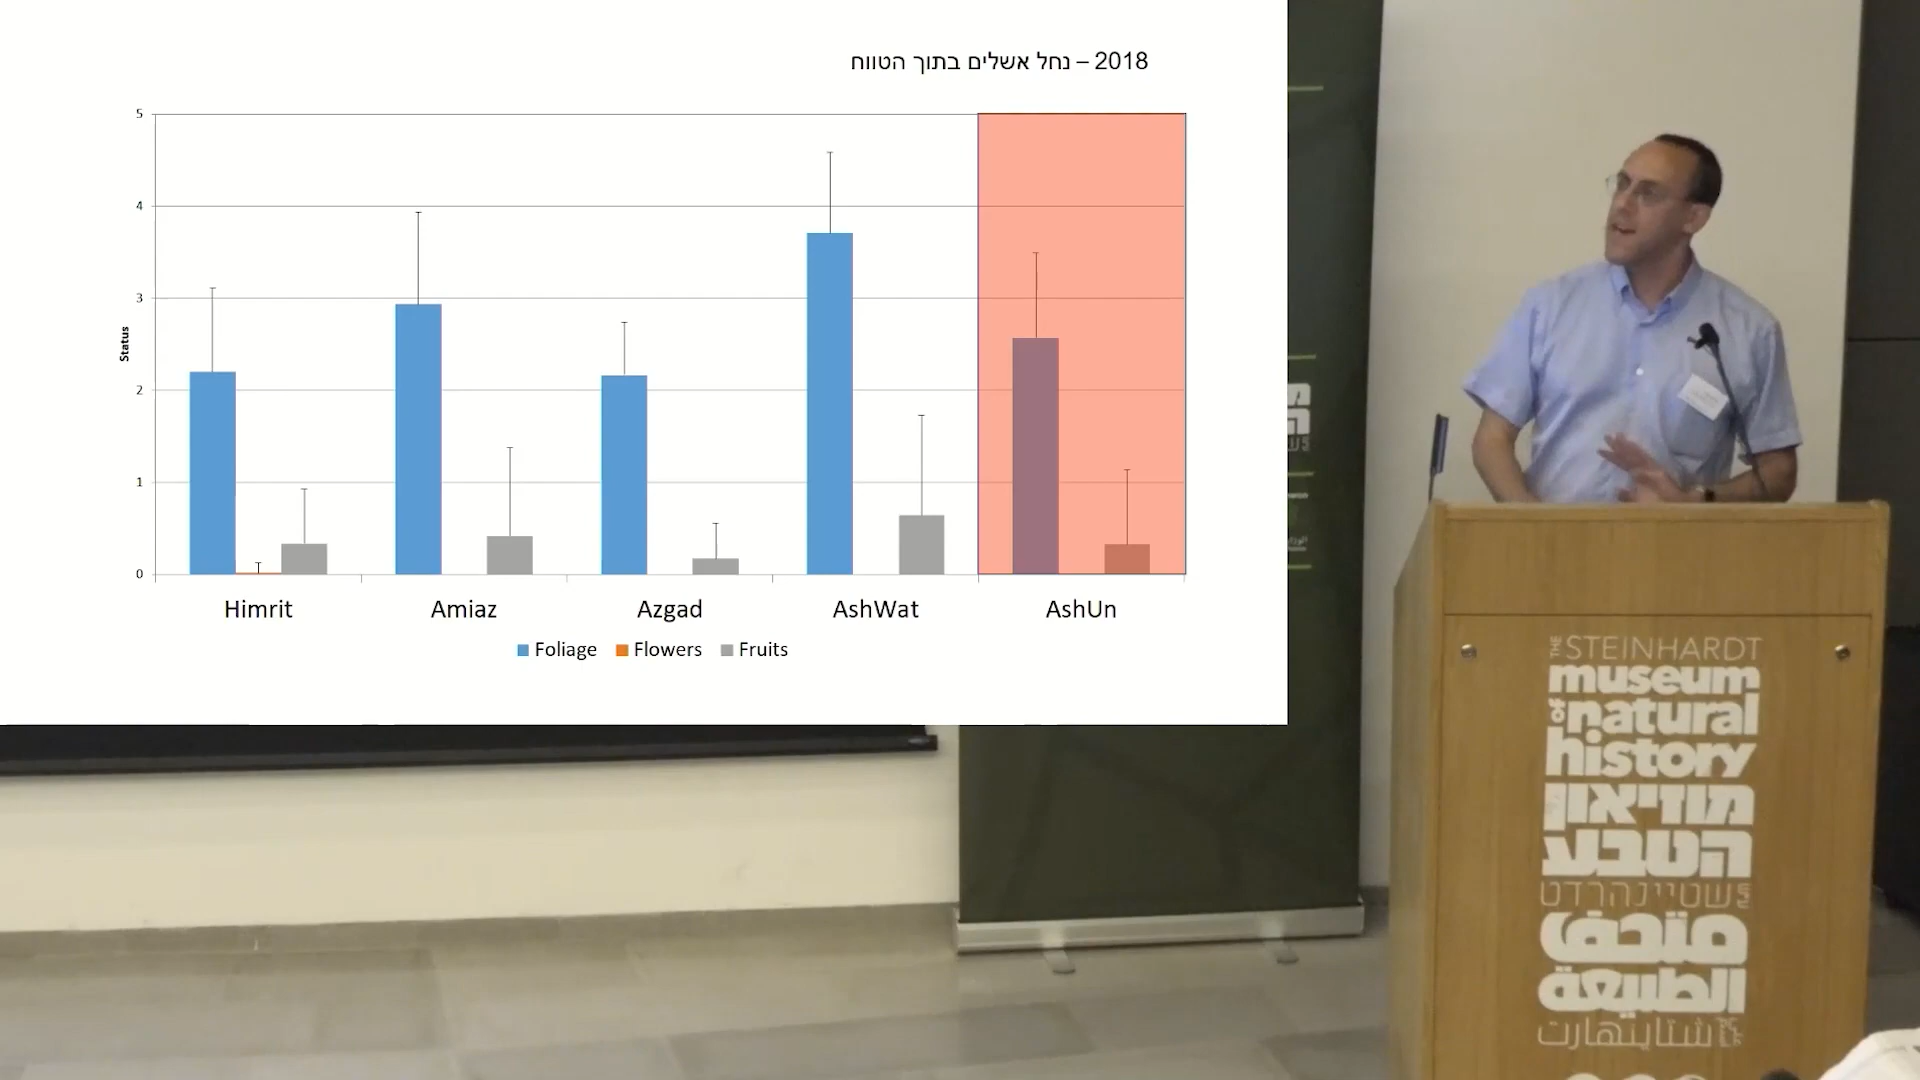 2018 – נחל אשלים בתוך הטווח
5
4
3
2
1
0
Status
Himrit
Amiaz
Azgad
AshWat
AshUn
Foliage
Flowers
Fruits
THE STEINHARDT
museum
of natural
history
מוזיאון
הטבע
ע״ש שטיינהרדט
متحف
الطبيعة
شتاينهارت